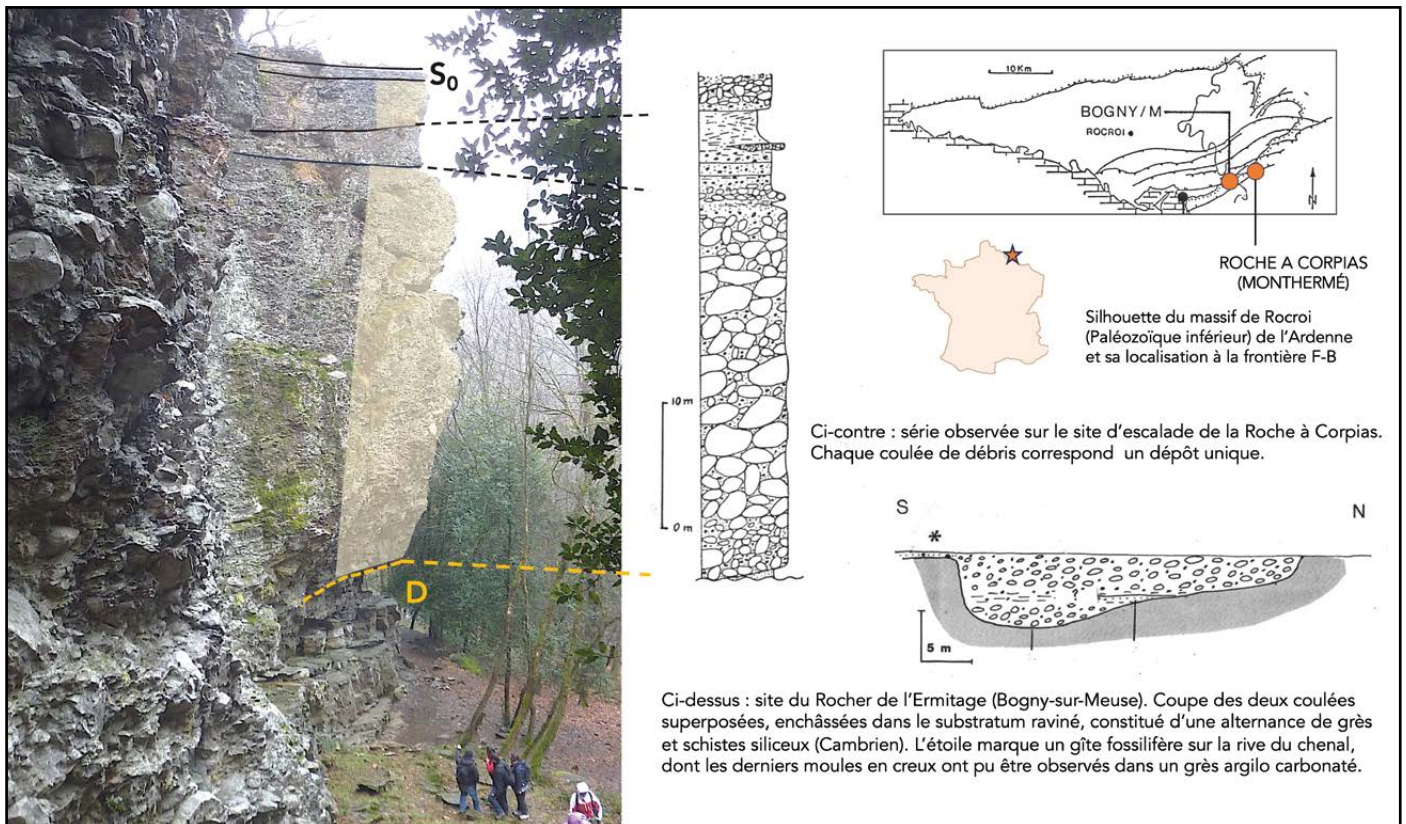 S₀
D
10 m
0 m
10 Km
BOGNY / M
ROCROI
N
ROCHE A CORPIAS
(MONTHERMÉ)
Silhouette du massif de Rocroi
(Paléozoïque inférieur) de l’Ardenne
et sa localisation à la frontière F-B
Ci-contre : série observée sur le site d’escalade de la Roche à Corpias.
Chaque coulée de débris correspond un dépôt unique.
S
N
*
?
5 m
Ci-dessus : site du Rocher de l’Ermitage (Bogny-sur-Meuse). Coupe des deux coulées
superposées, enchâssées dans le substratum raviné, constitué d’une alternance de grès
et schistes siliceux (Cambrien). L’étoile marque un gîte fossilifère sur la rive du chenal,
dont les derniers moules en creux ont pu être observés dans un grès argilo carbonaté.